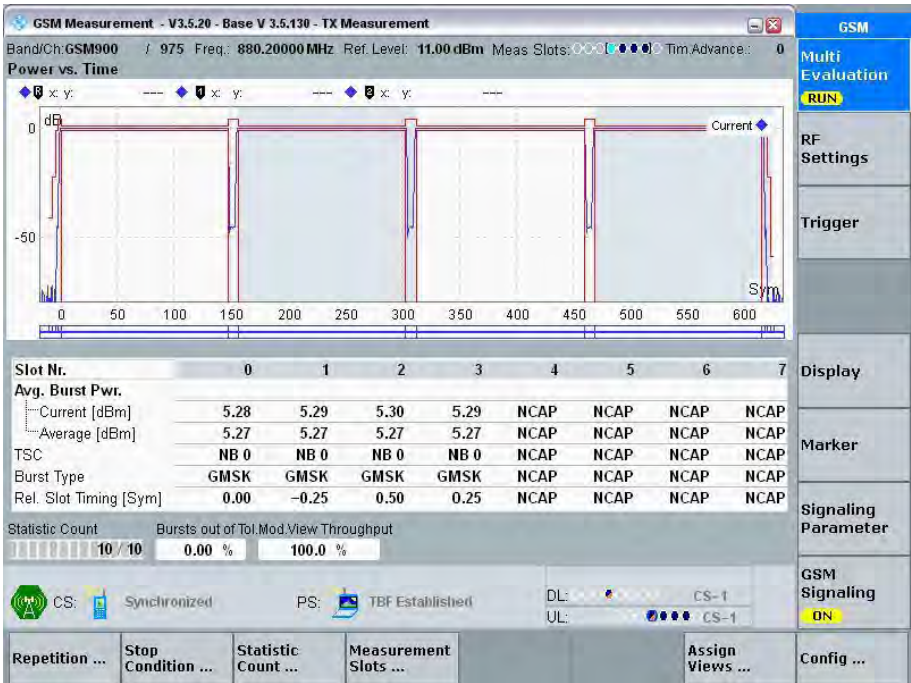 GSM Measurement - V3.5.20 - Base V 3.5.130 - TX Measurement
GSM
Band/Ch:GSM900 / 975 Freq.: 880.20000 MHz Ref. Level: 11.00 dBm Meas Slots: Tim.Advance.: 0
Power vs. Time
Multi
Evaluation
RUN
R x: y: --- 1 x: y: --- 2 x: y: ---
dB
0
Current
-50
Sym
0 50 100 150 200 250 300 350 400 450 500 550 600
RF
Settings
Trigger
Slot Nr. 0 1 2 3 4 5 6 7
Avg. Burst Pwr.
Current [dBm] 5.28 5.29 5.30 5.29 NCAP NCAP NCAP NCAP
Average [dBm] 5.27 5.27 5.27 5.27 NCAP NCAP NCAP NCAP
TSC NB 0 NB 0 NB 0 NB 0 NCAP NCAP NCAP NCAP
Burst Type GMSK GMSK GMSK GMSK NCAP NCAP NCAP NCAP
Rel. Slot Timing [Sym] 0.00 -0.25 0.50 0.25 NCAP NCAP NCAP NCAP
Display
Marker
Signaling
Parameter
Statistic Count Bursts out of Tol. Mod.View Throughput
10 / 10 0.00 % 100.0 %
CS: Synchronized PS: TBF Established DL: CS-1
UL: CS-1
GSM
Signaling
ON
Repetition ...
Stop
Condition ...
Statistic
Count ...
Measurement
Slots ...
Assign
Views ...
Config ...